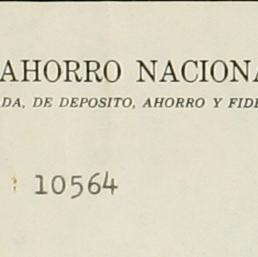 AHORRO NACIONA
DA, DE DEPOSITO, AHORRO Y FIDE
10564